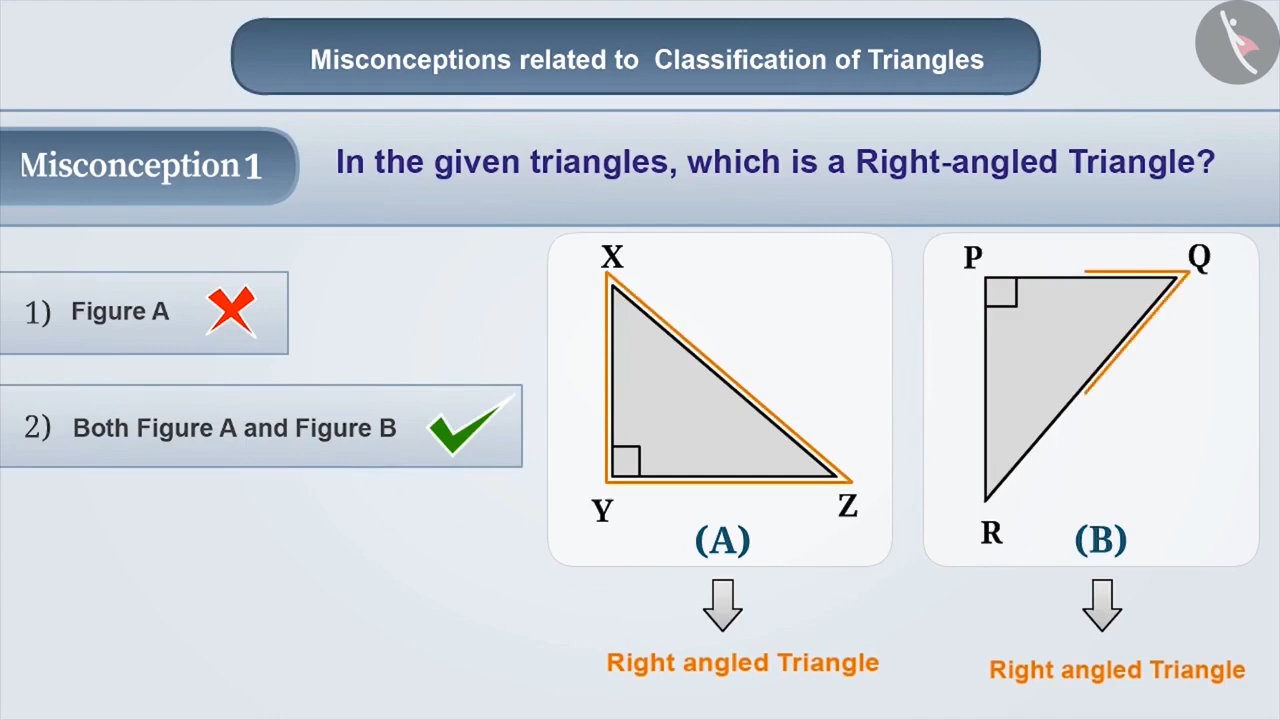 Misconceptions related to Classification of Triangles
Misconception 1
In the given triangles, which is a Right-angled Triangle?
1) Figure A
2) Both Figure A and Figure B
X
Y
Z
(A)
Right angled Triangle
P
Q
R
(B)
Right angled Triangle